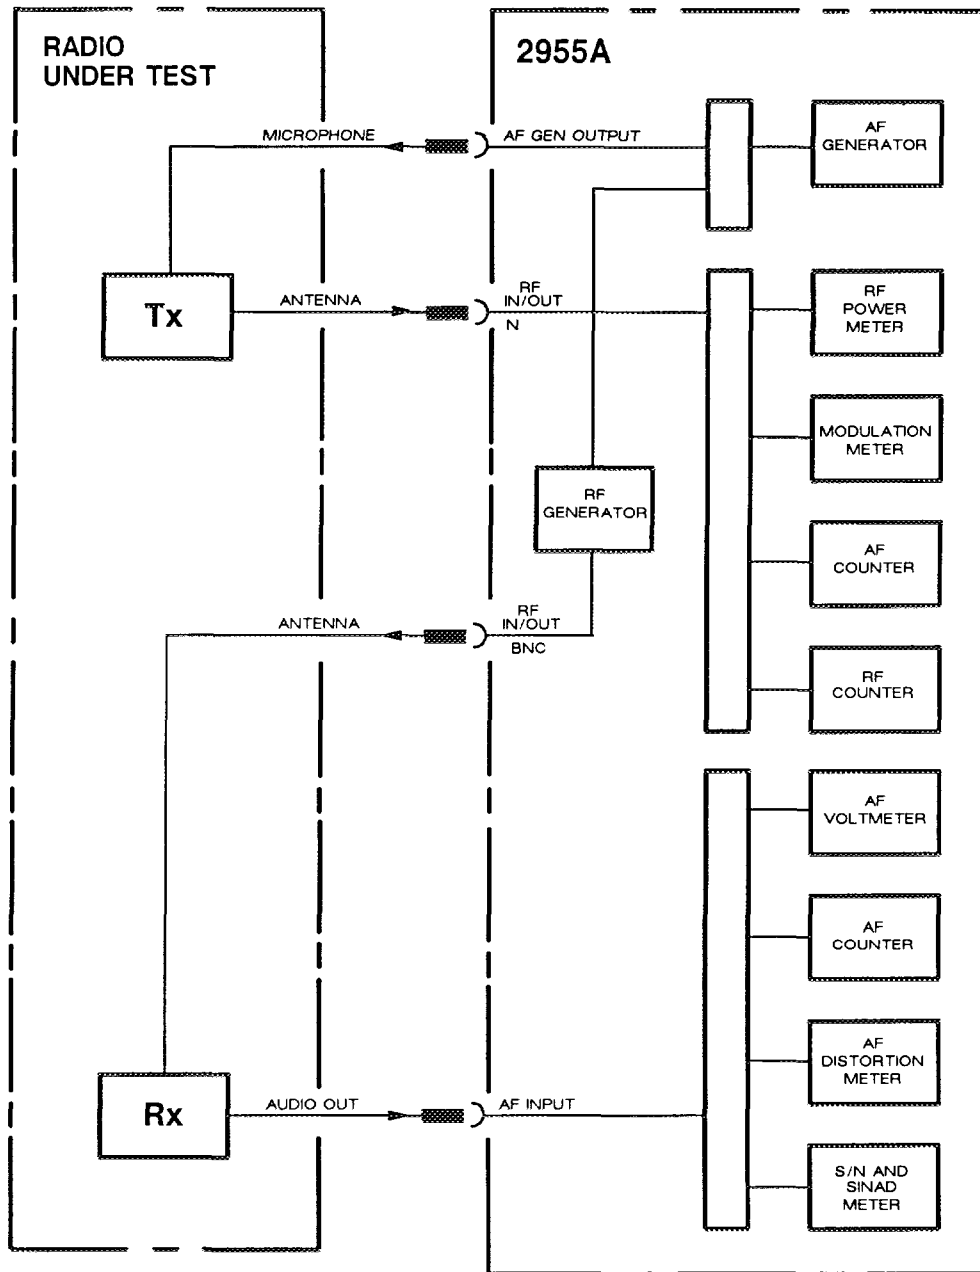 RADIO
UNDER TEST
2955A
MICROPHONE
AF GEN OUTPUT
AF
GENERATOR
Tx
ANTENNA
RF
IN/OUT
N
RF
POWER
METER
MODULATION
METER
RF
GENERATOR
AF
COUNTER
ANTENNA
RF
IN/OUT
BNC
RF
COUNTER
AF
VOLTMETER
AF
COUNTER
AF
DISTORTION
METER
Rx
AUDIO OUT
AF INPUT
S/N AND
SINAD
METER